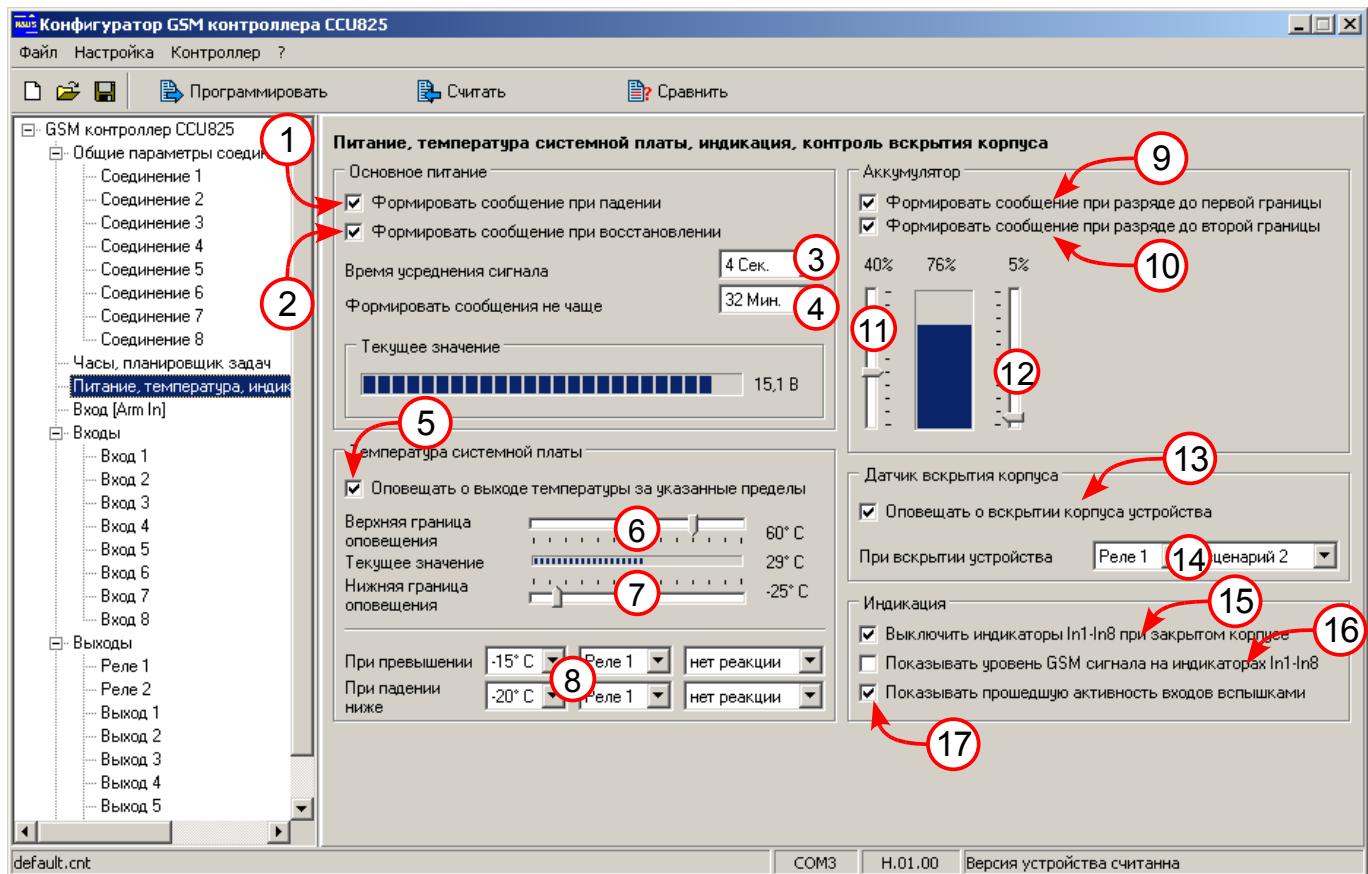 Конфигуратор GSM контроллера CCU825
Файл Настройка Контроллер ?
Программировать Считать Сравнить
GSM контроллер CCU825
Общие параметры соедин
Соединение 1
Соединение 2
Соединение 3
Соединение 4
Соединение 5
Соединение 6
Соединение 7
Соединение 8
Часы, планировщик задач
Питание, температура, индик
Вход [Arm In]
Входы
Вход 1
Вход 2
Вход 3
Вход 4
Вход 5
Вход 6
Вход 7
Вход 8
Выходы
Реле 1
Реле 2
Выход 1
Выход 2
Выход 3
Выход 4
Выход 5
1
2
Питание, температура системной платы, индикация, контроль вскрытия корпуса
Основное питание
Формировать сообщение при падении
Формировать сообщение при восстановлении
Время усреднения сигнала 4 Сек. 3
Формировать сообщения не чаще 32 Мин. 4
Текущее значение
15,1 В
5
Температура системной платы
Оповещать о выходе температуры за указанные пределы
Верхняя граница
оповещения 6 60° C
Текущее значение 29° C
Нижняя граница
оповещения 7 -25° C
При превышении -15° C Реле 1 нет реакции
8
При падении
ниже -20° C Реле 1 нет реакции
Аккумулятор
9
Формировать сообщение при разряде до первой границы
Формировать сообщение при разряде до второй границы
10
40% 76% 5%
11
12
13
Датчик вскрытия корпуса
Оповещать о вскрытии корпуса устройства
При вскрытии устройства Реле 1 14 сценарий 2
Индикация
15
16
Выключить индикаторы In1-In8 при закрытом корпусе
Показывать уровень GSM сигнала на индикаторах In1-In8
Показывать прошедшую активность входов вспышками
17
default.cnt COM3 H.01.00 Версия устройства считанна